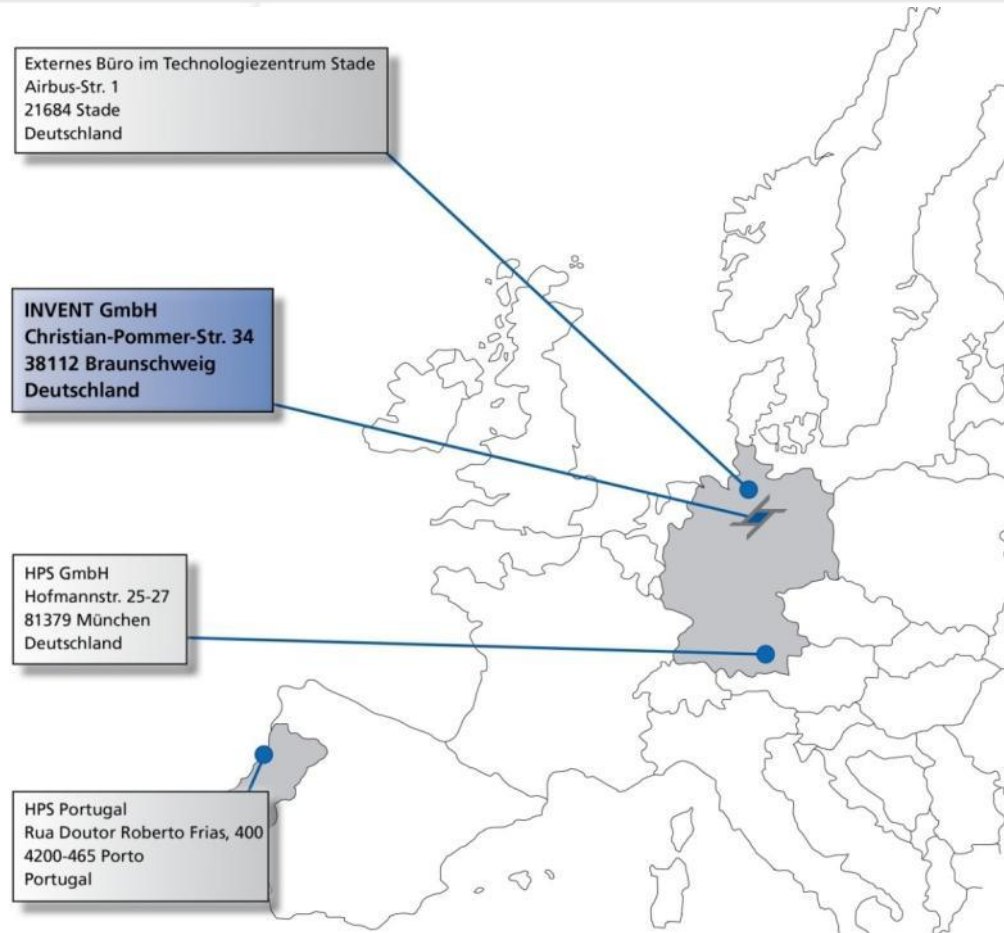 Externes Büro im Technologiezentrum Stade
Airbus-Str. 1
21684 Stade
Deutschland
INVENT GmbH
Christian-Pommer-Str. 34
38112 Braunschweig
Deutschland
HPS GmbH
Hofmannstr. 25-27
81379 München
Deutschland
HPS Portugal
Rua Doutor Roberto Frias, 400
4200-465 Porto
Portugal